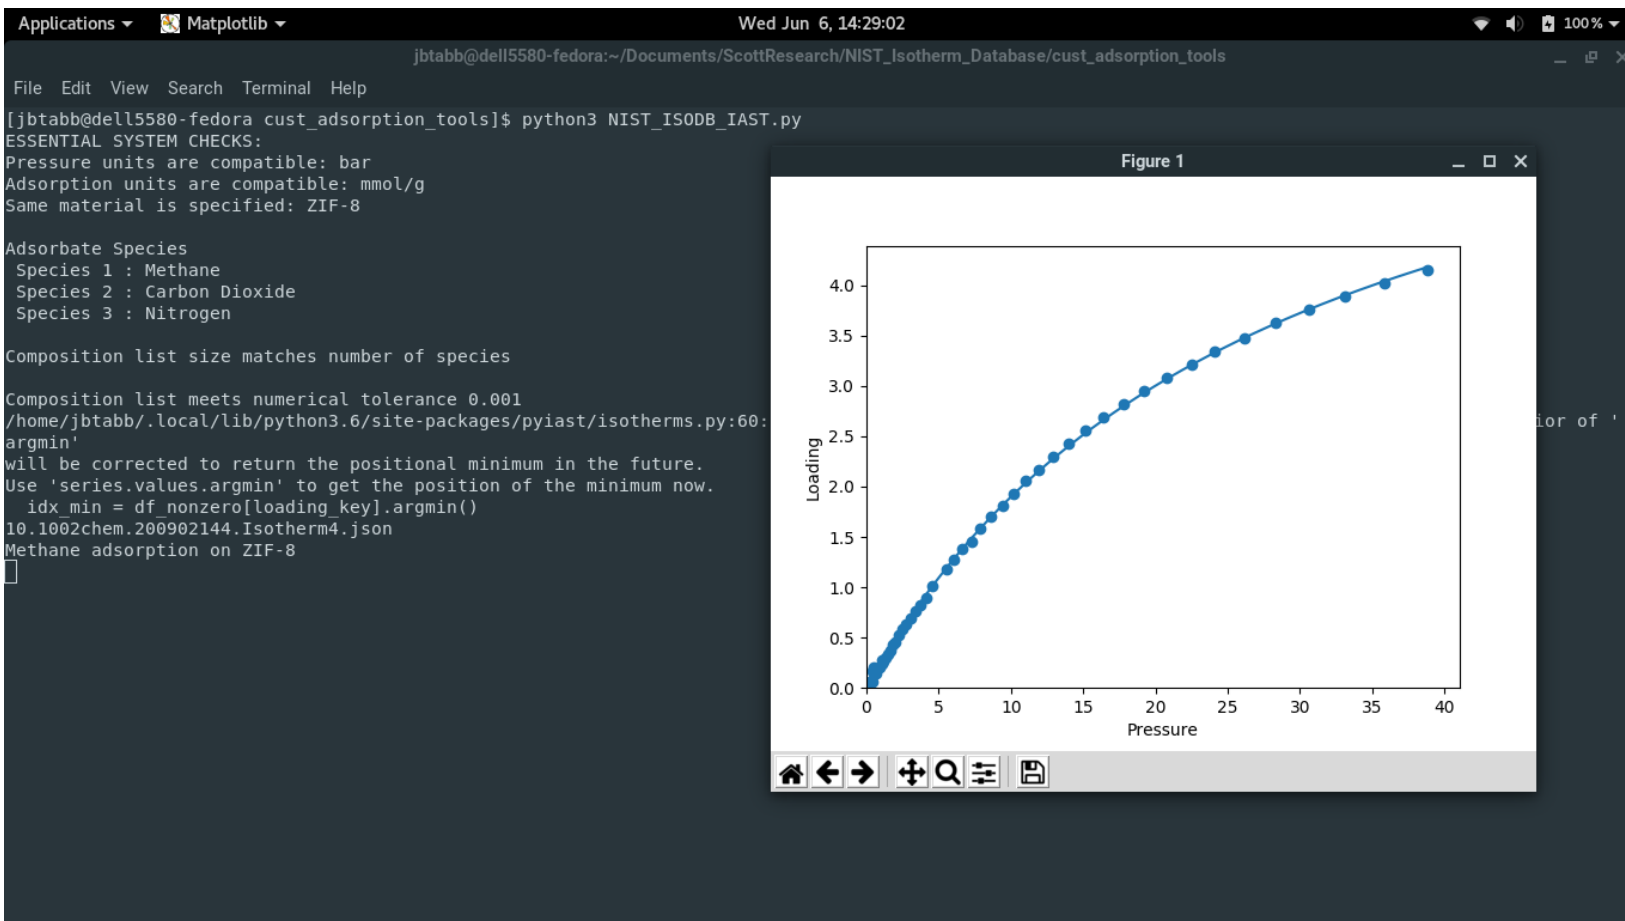 Applications Matplotlib Wed Jun 6, 14:29:02 100%
jbtabb@dell5580-fedora:~/Documents/ScottResearch/NIST_Isotherm_Database/cust_adsorption_tools
File Edit View Search Terminal Help
[jbtabb@dell5580-fedora cust_adsorption_tools]$ python3 NIST_ISODB_IAST.py
ESSENTIAL SYSTEM CHECKS:
Pressure units are compatible: bar
Adsorption units are compatible: mmol/g
Same material is specified: ZIF-8
Adsorbate Species
Species 1 : Methane
Species 2 : Carbon Dioxide
Species 3 : Nitrogen
Composition list size matches number of species
Composition list meets numerical tolerance 0.001
/home/jbtabb/.local/lib/python3.6/site-packages/pyiast/isotherms.py:60: ior of '
argmin'
will be corrected to return the positional minimum in the future.
Use 'series.values.argmin' to get the position of the minimum now.
idx_min = df_nonzero[loading_key].argmin()
10.1002chem.200902144.Isotherm4.json
Methane adsorption on ZIF-8
Figure 1
4.0
3.5
3.0
2.5
2.0
1.5
1.0
0.5
0.0
Loading
0 5 10 15 20 25 30 35 40
Pressure